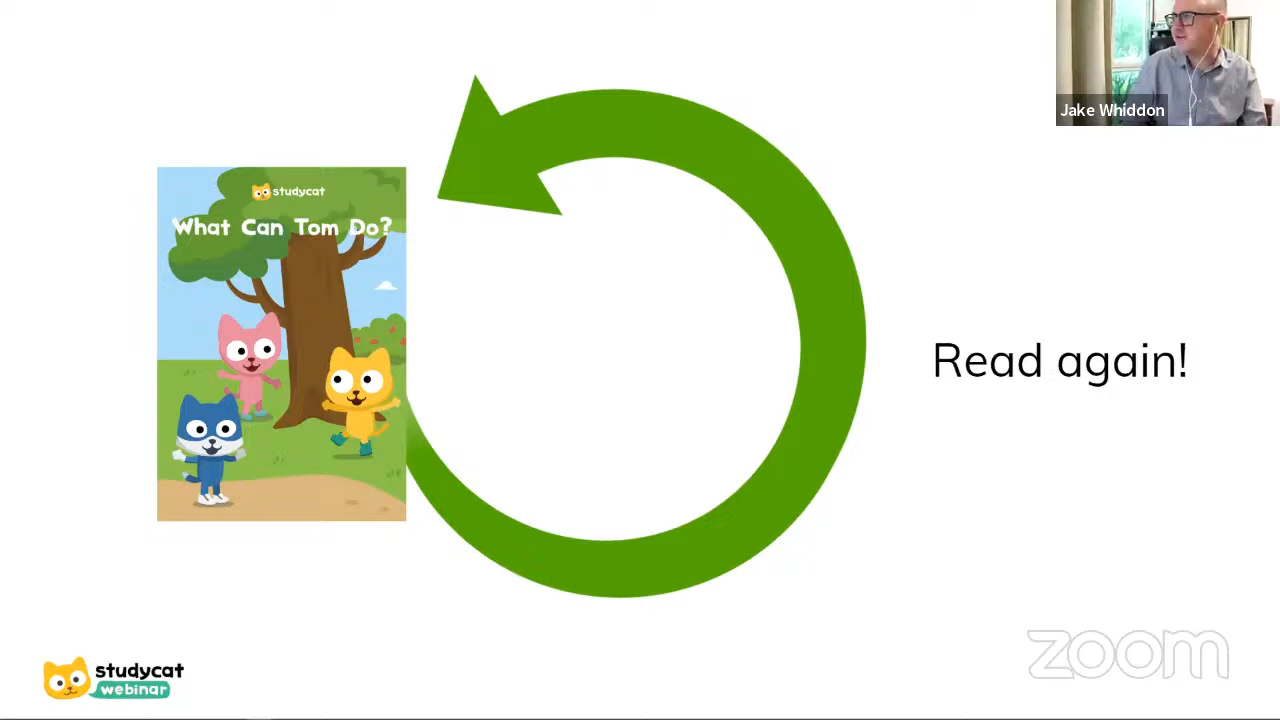 Jake Whiddon
studycat
What Can Tom Do?
Read again!
studycat
webinar
zoom